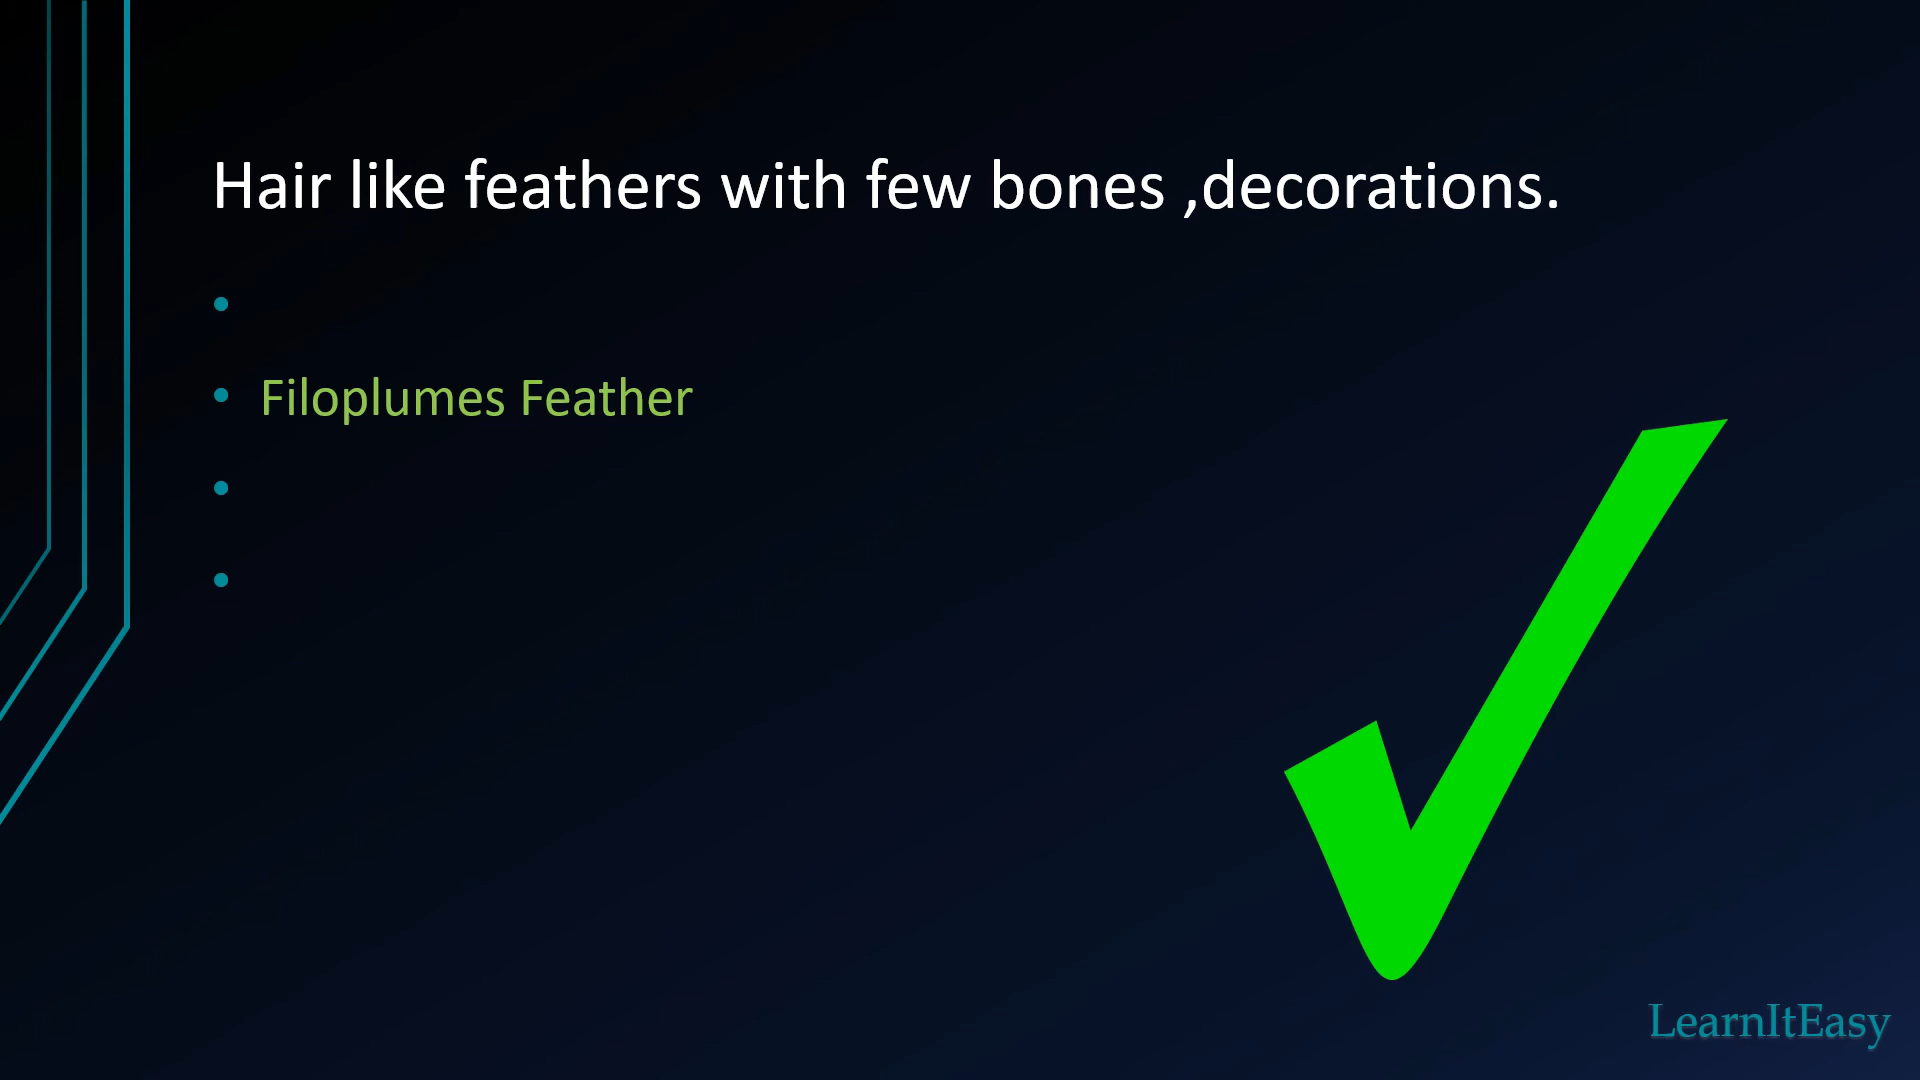 Hair like feathers with few bones ,decorations.
•
• Filoplumes Feather
•
•
LearnItEasy